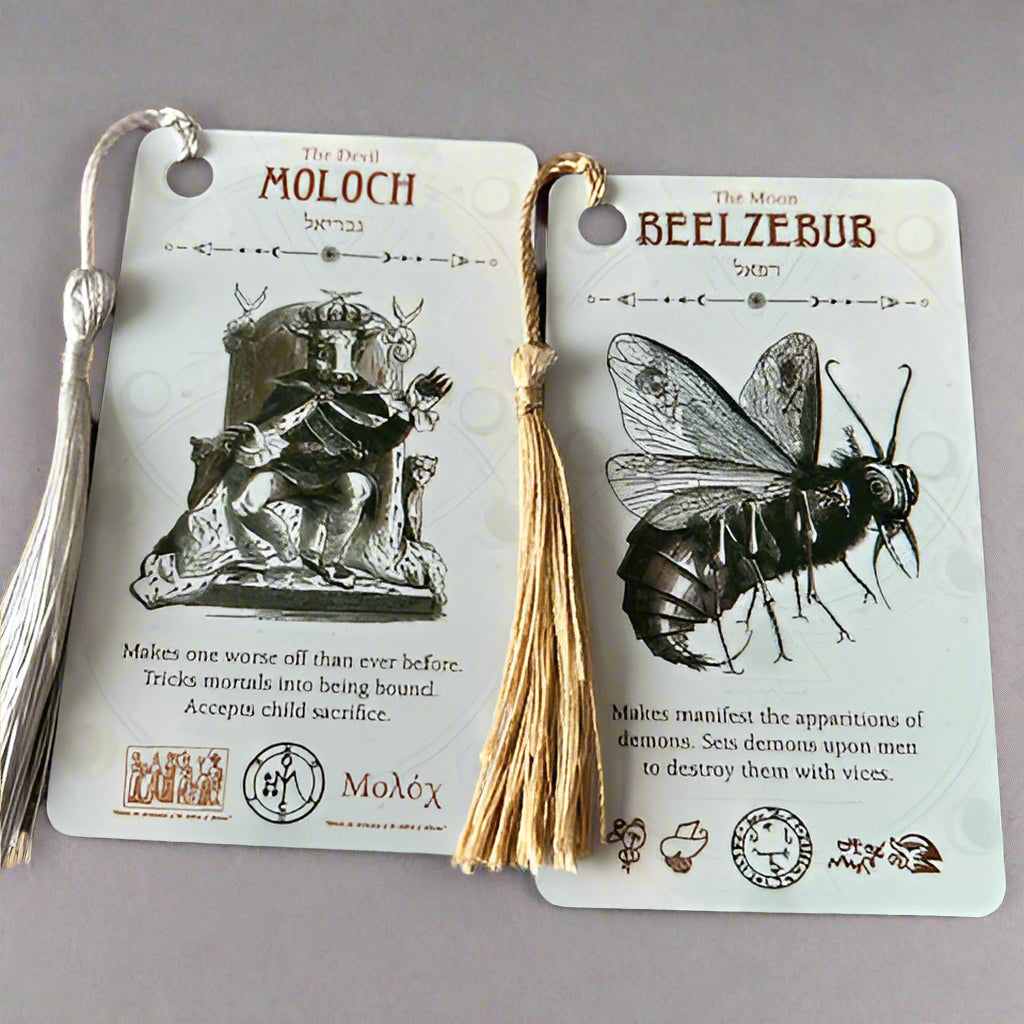 The Devil
MOLOCH
גבריאל
Makes one worse off than ever before.
Tricks mortals into being bound.
Accepts child sacrifice.
Μολόχ
The Moon
BEELZEBUB
רפאל
Makes manifest the apparitions of
demons. Sets demons upon men
to destroy them with vices.